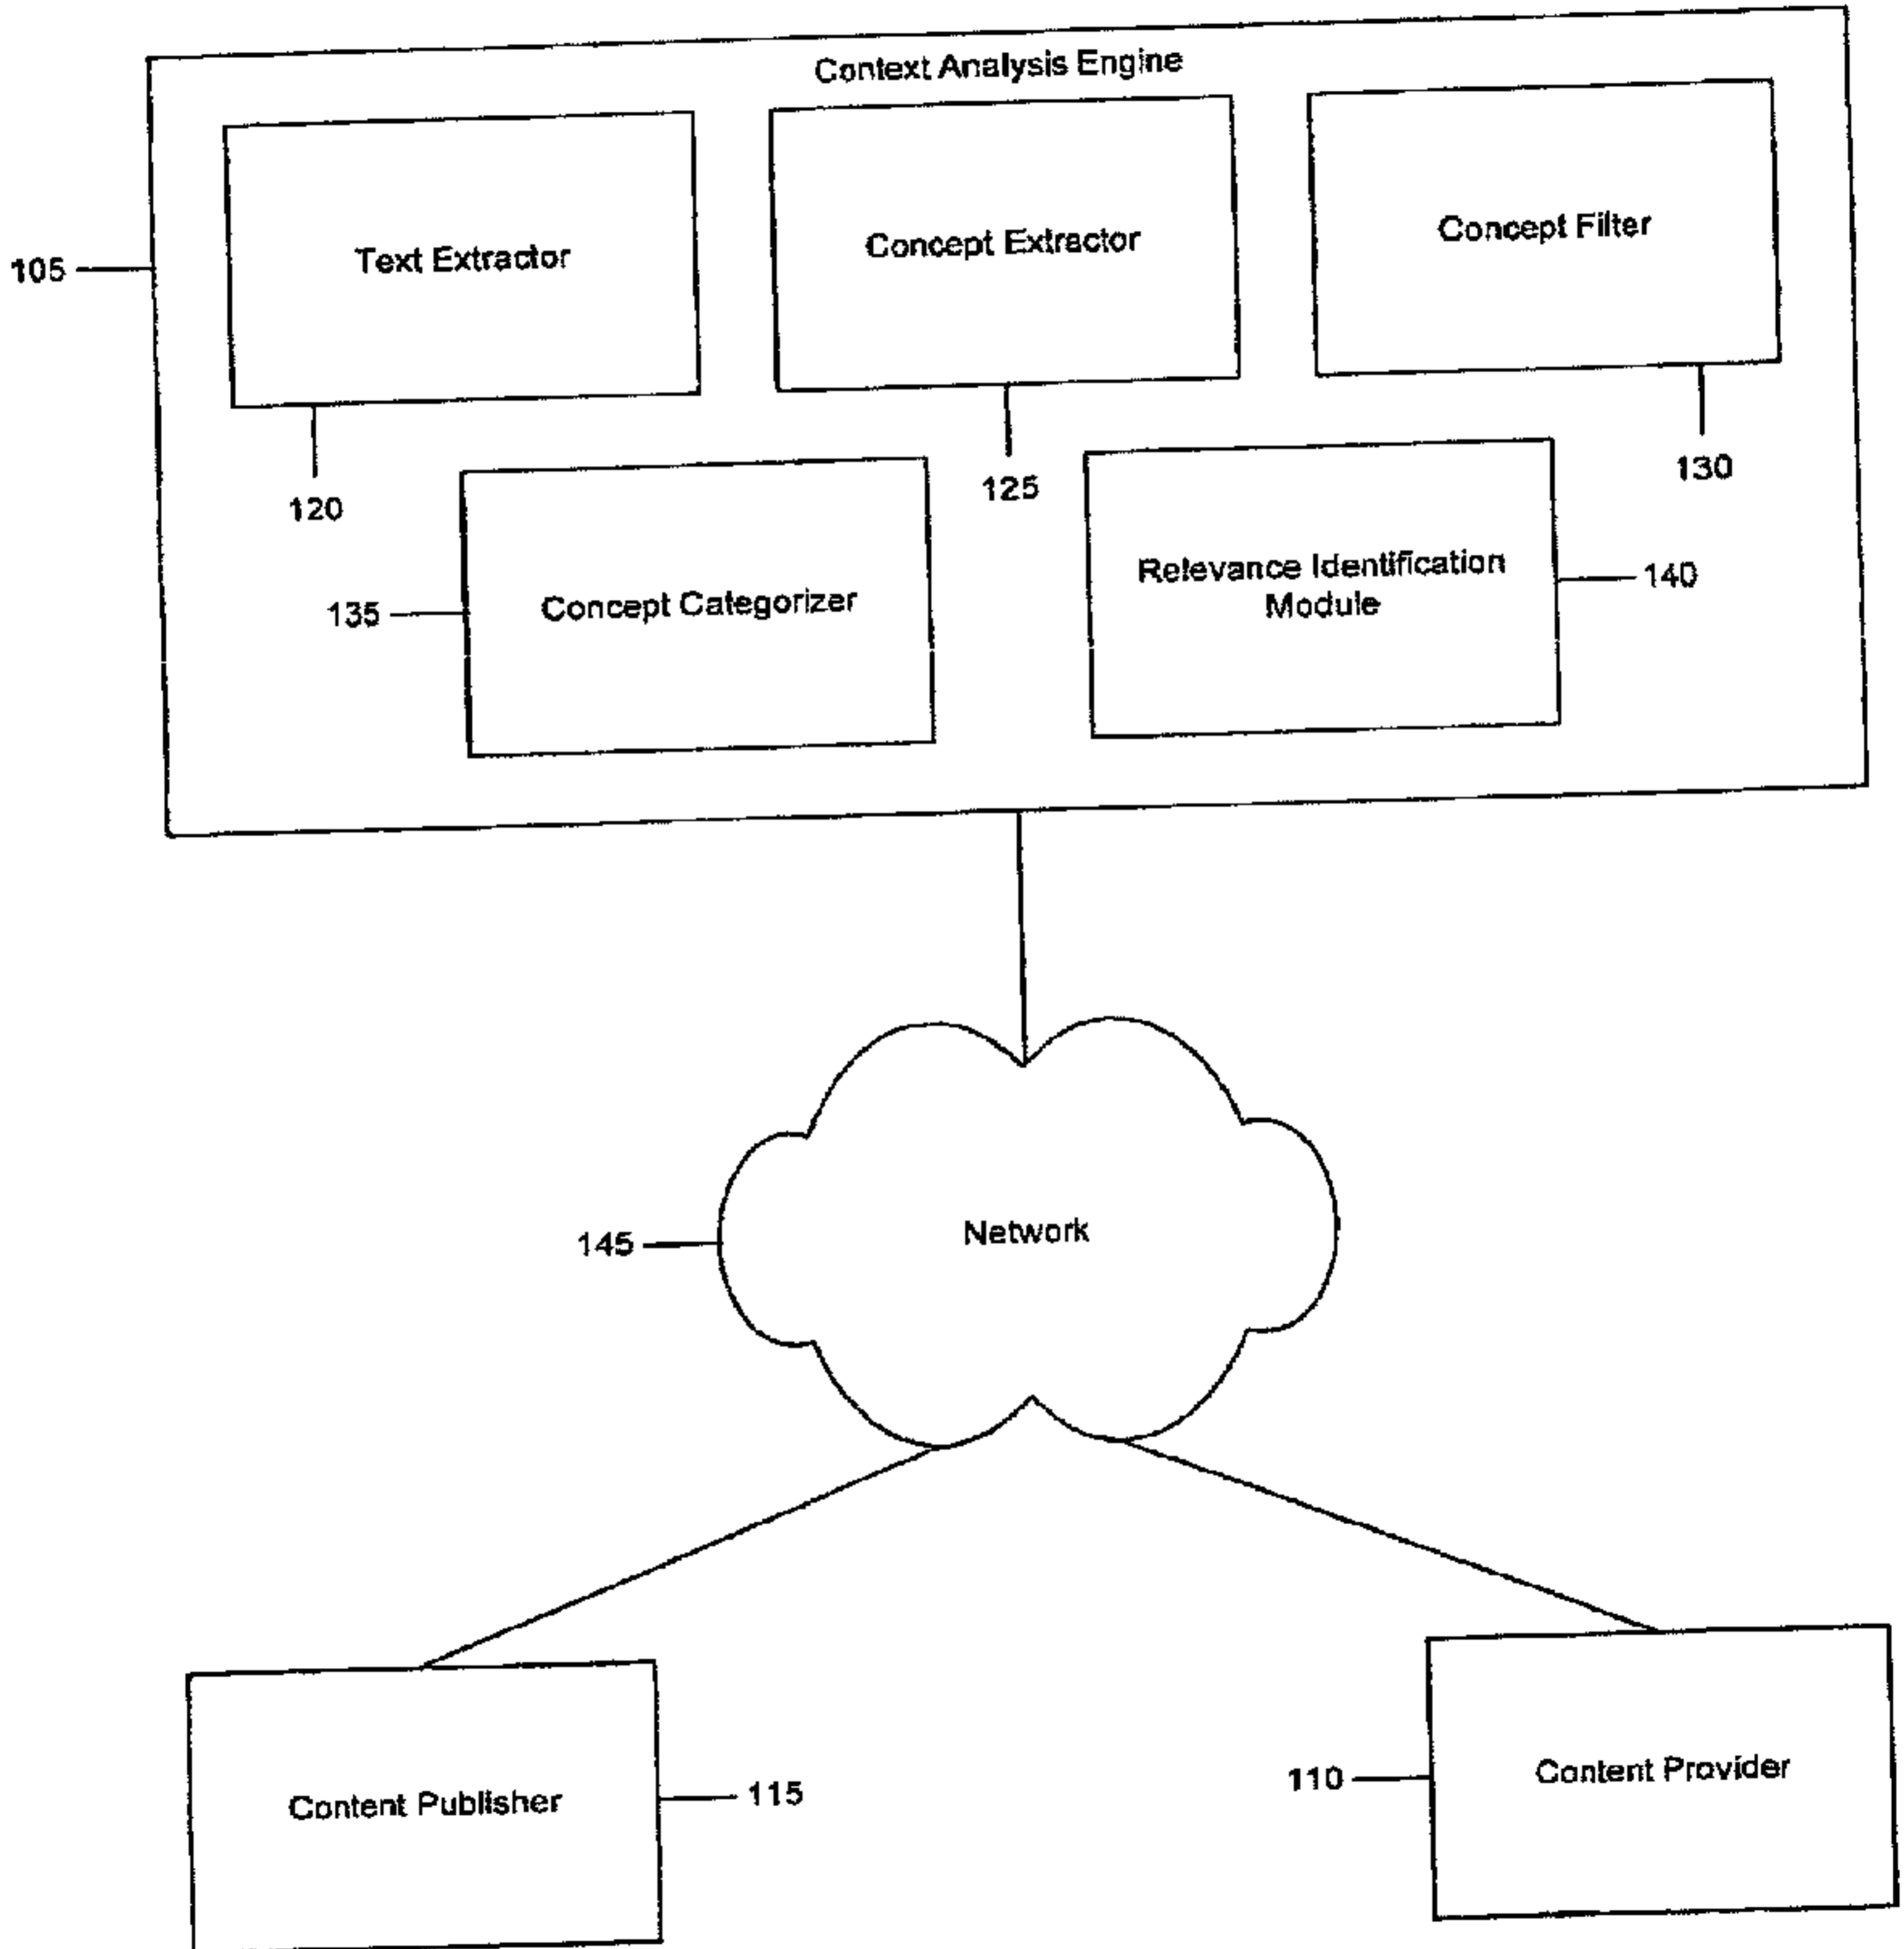 Context Analysis Engine
Text Extractor
Concept Extractor
Concept Filter
105
120
125
130
135
Concept Categorizer
Relevance Identification
Module
140
145
Network
Content Publisher
115
110
Content Provider